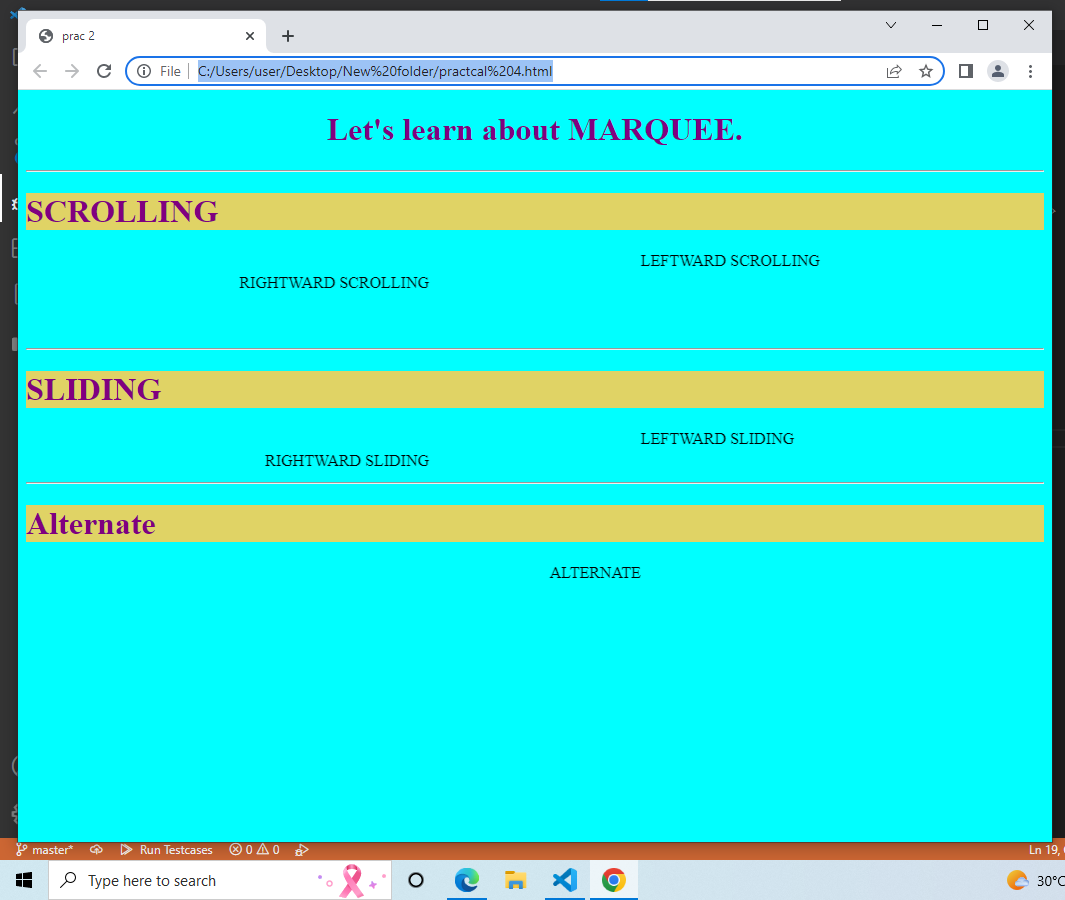 prac 2
File C:/Users/user/Desktop/New%20folder/practcal%204.html
Let's learn about MARQUEE.
SCROLLING
LEFTWARD SCROLLING
RIGHTWARD SCROLLING
SLIDING
LEFTWARD SLIDING
RIGHTWARD SLIDING
Alternate
ALTERNATE
master* Run Testcases 0 0 Ln 19,
Type here to search 30°C